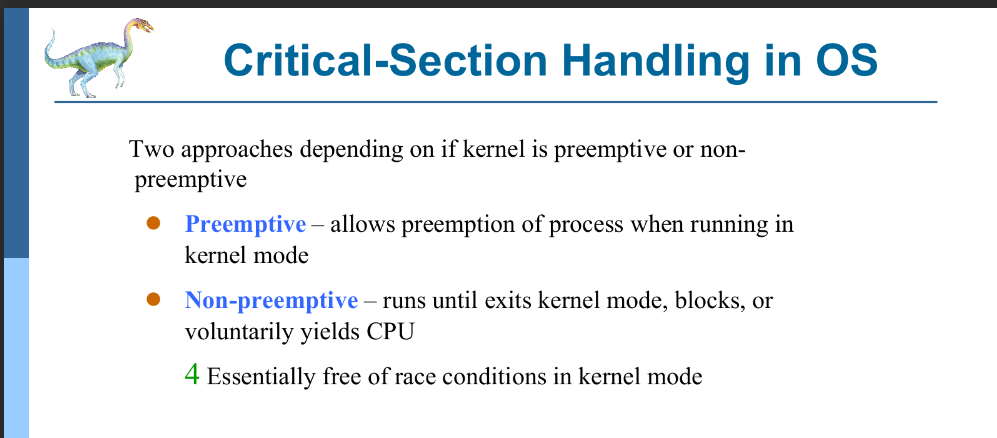 Critical-Section Handling in OS
Two approaches depending on if kernel is preemptive or non-
preemptive
● Preemptive – allows preemption of process when running in
kernel mode
● Non-preemptive – runs until exits kernel mode, blocks, or
voluntarily yields CPU
4 Essentially free of race conditions in kernel mode